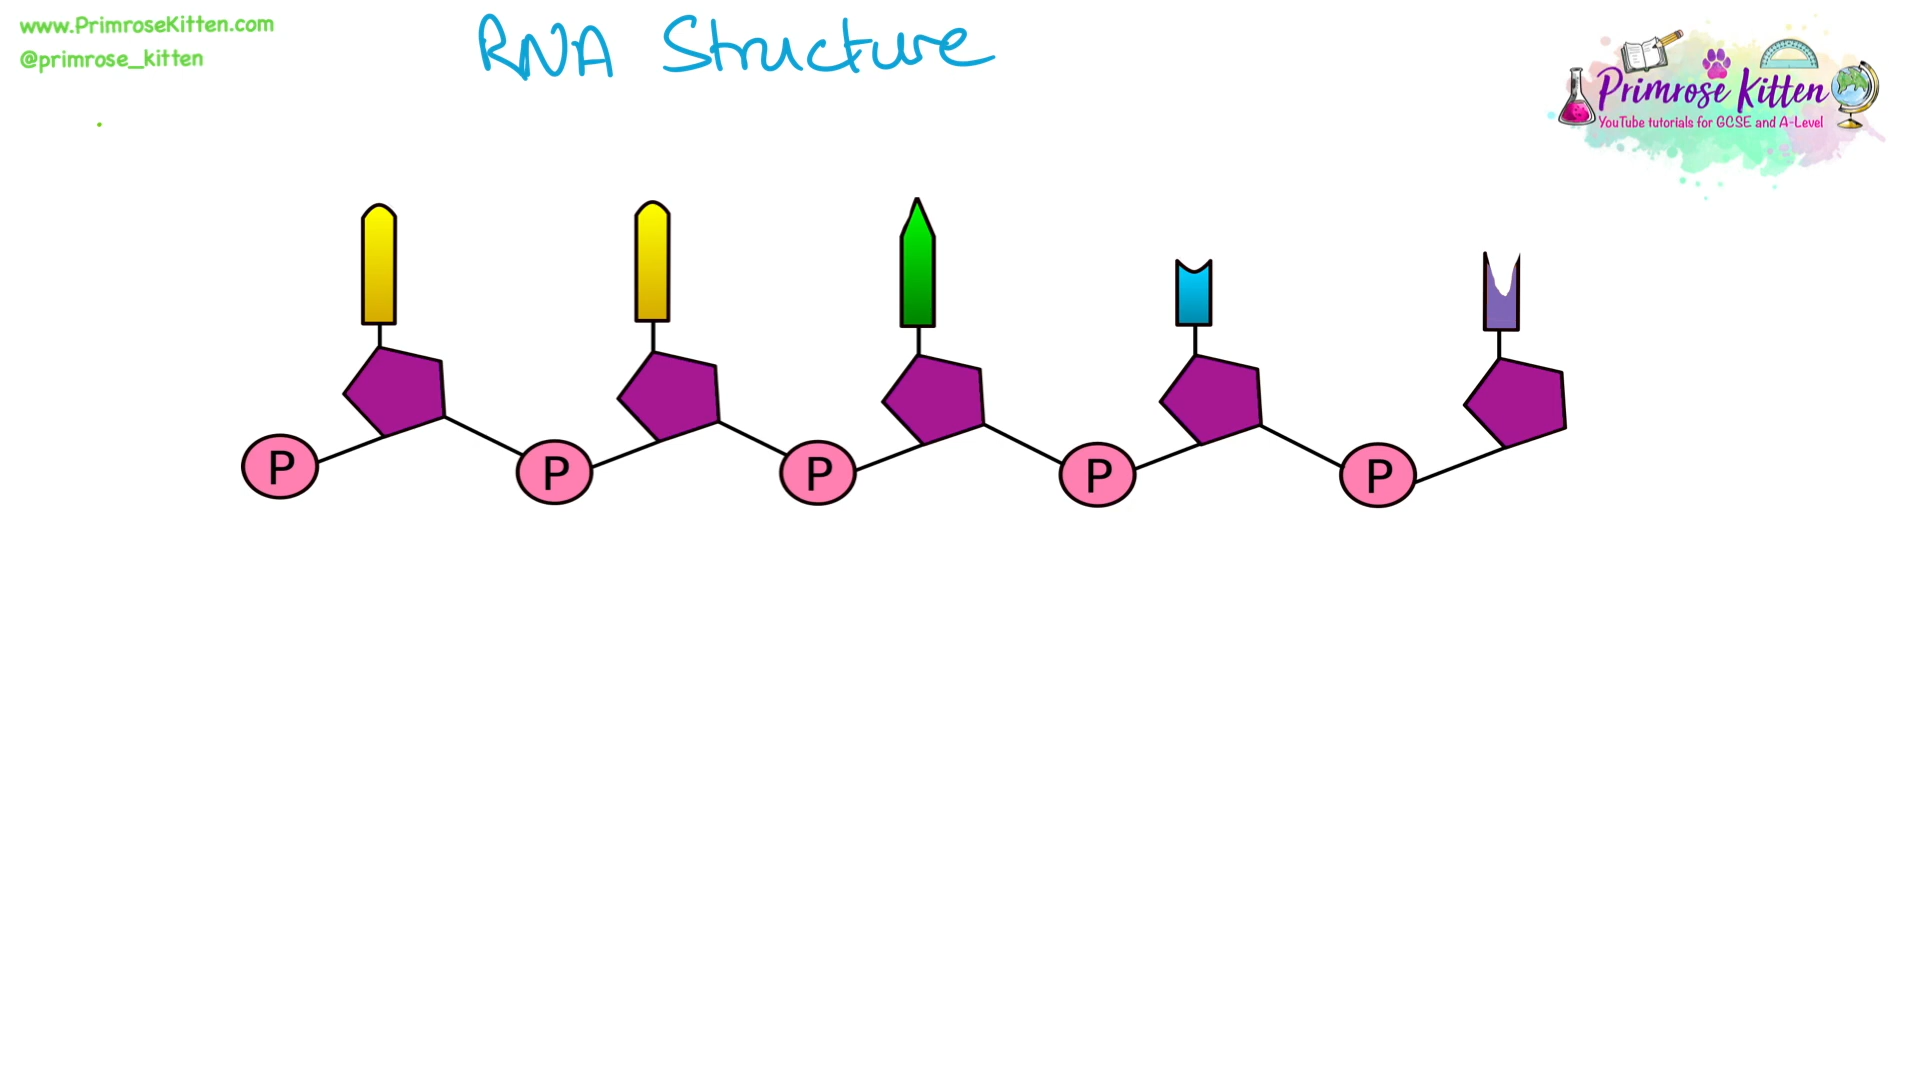 www.PrimroseKitten.com
@primrose_kitten
RNA Structure
Primrose Kitten
YouTube tutorials for GCSE and A-Level
P
P
P
P
P